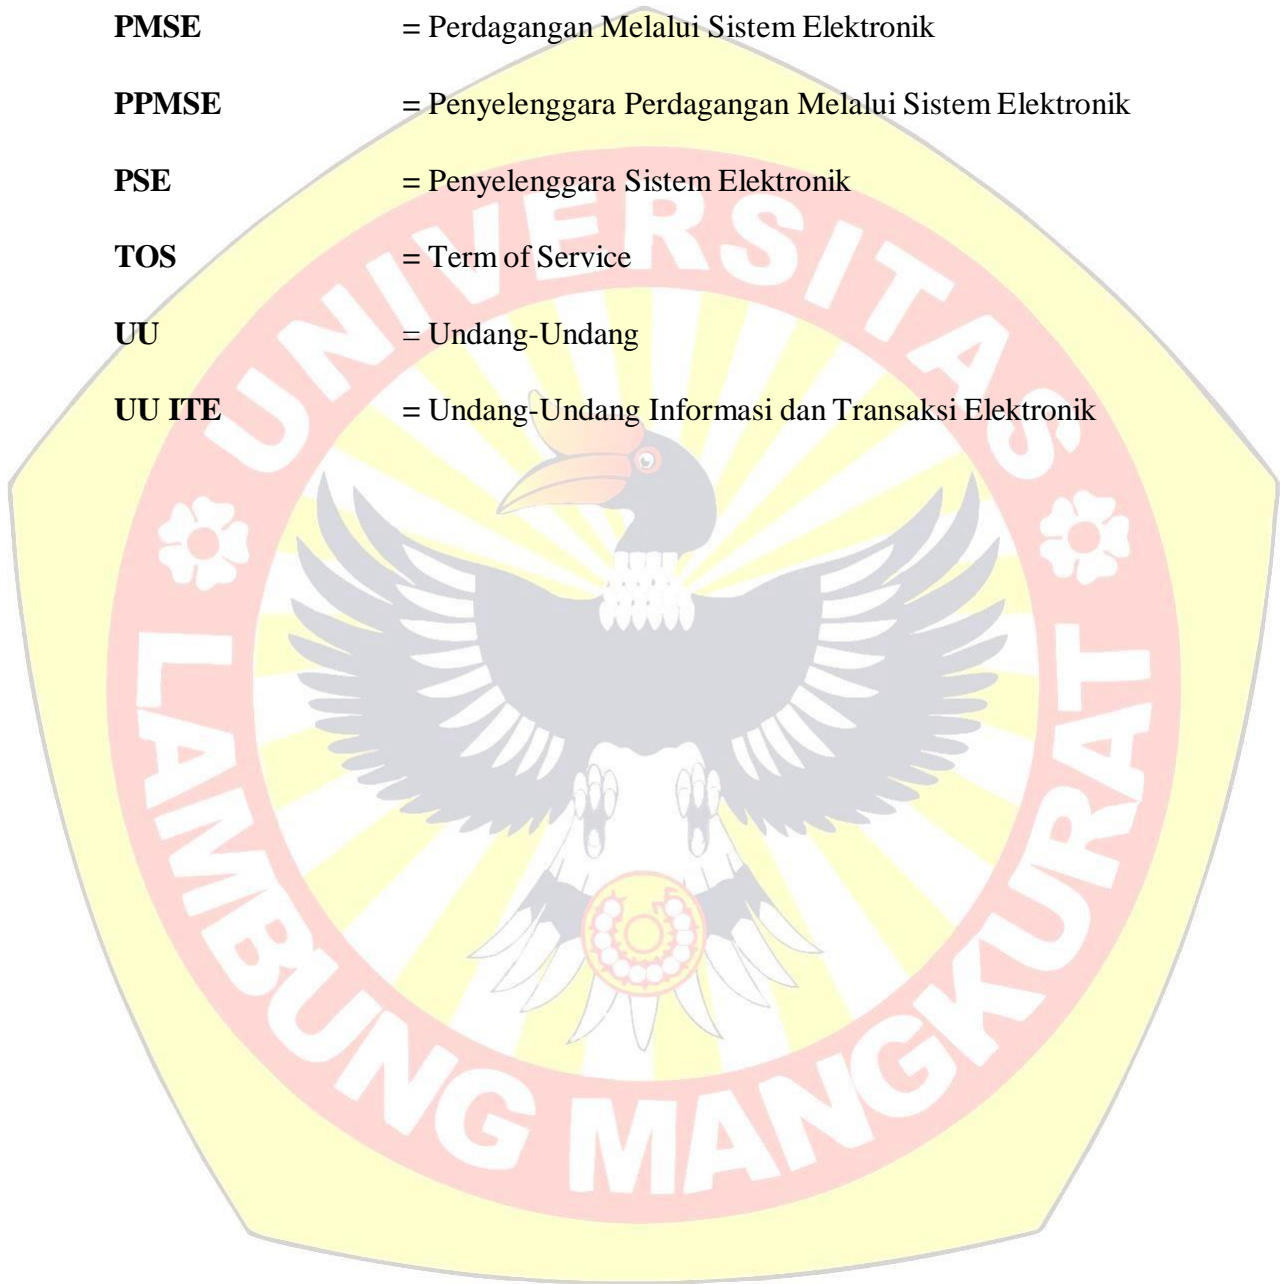 PMSE = Perdagangan Melalui Sistem Elektronik
PPMSE = Penyelenggara Perdagangan Melalui Sistem Elektronik
PSE = Penyelenggara Sistem Elektronik
TOS = Term of Service
UU = Undang-Undang
UU ITE = Undang-Undang Informasi dan Transaksi Elektronik
UNIVERSITAS
LAMBUNG MANGKURAT